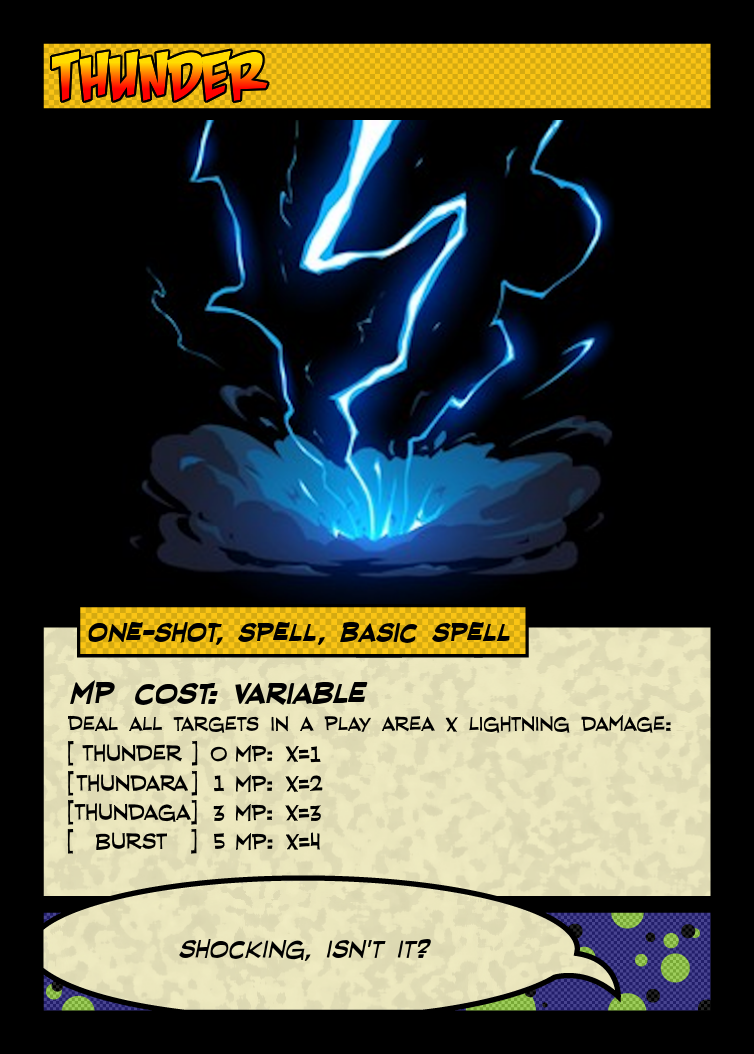 THUNDER
ONE-SHOT, SPELL, BASIC SPELL
MP COST: VARIABLE
DEAL ALL TARGETS IN A PLAY AREA X LIGHTNING DAMAGE:
[ THUNDER ] 0 MP: X=1
[THUNDARA] 1 MP: X=2
[THUNDAGA] 3 MP: X=3
[ BURST ] 5 MP: X=4
SHOCKING, ISN'T IT?